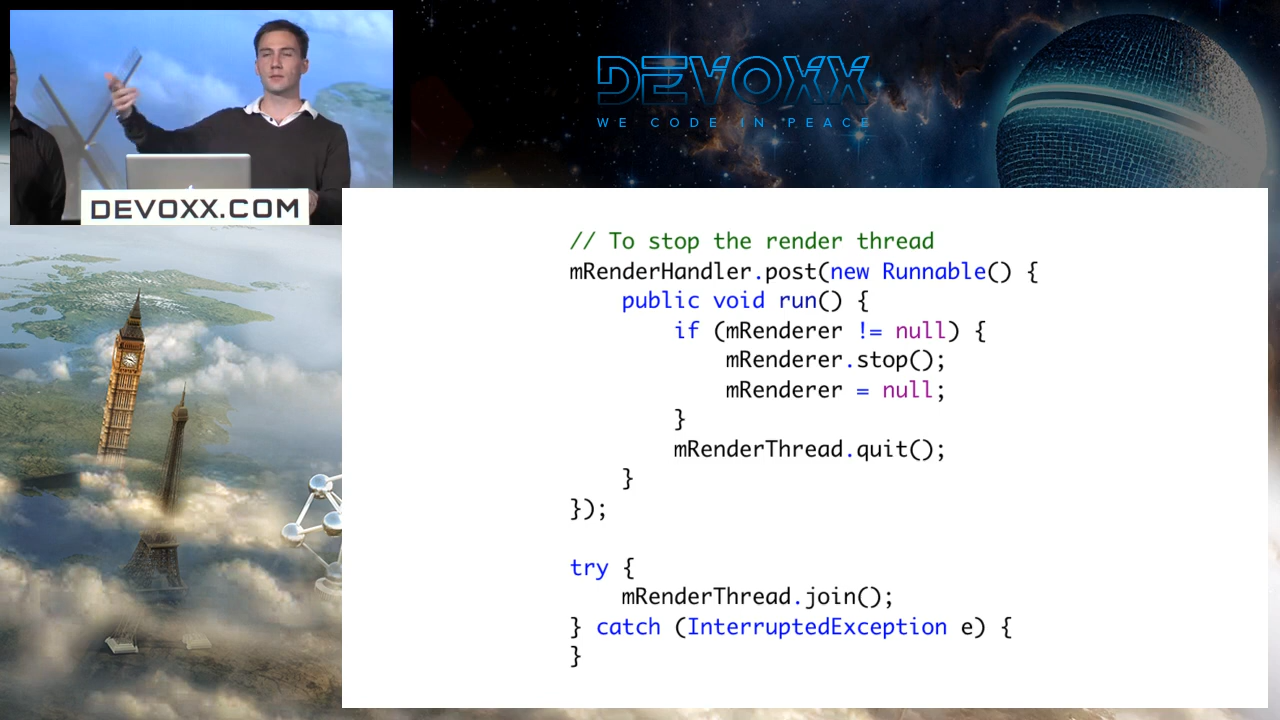 DEVOXX
WE CODE IN PEACE
DEVOXX.COM
// To stop the render thread
mRenderHandler.post(new Runnable() {
    public void run() {
        if (mRenderer != null) {
            mRenderer.stop();
            mRenderer = null;
        }
        mRenderThread.quit();
    }
});

try {
    mRenderThread.join();
} catch (InterruptedException e) {
}